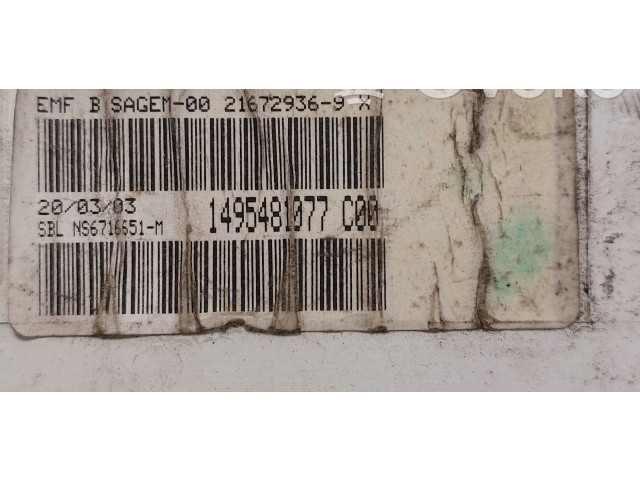 EMF B SAGEM-00 21672936-9 X
20/03/03
1495481077 C00
SBL NS6716651-M